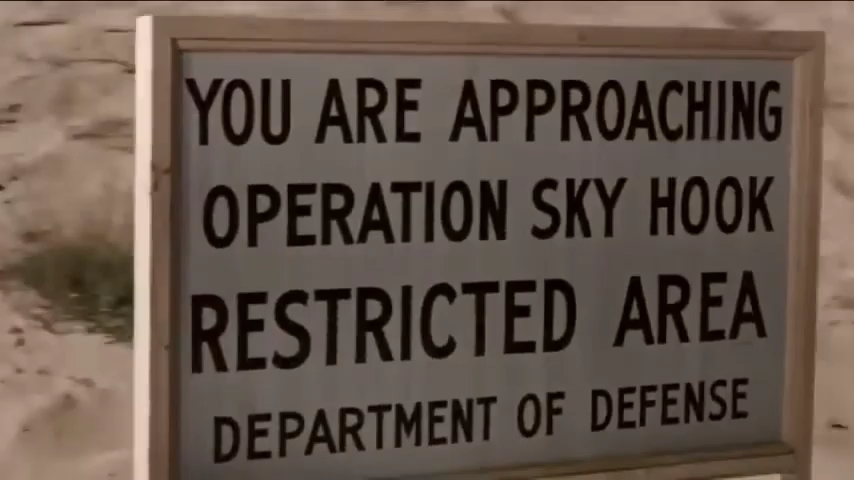 YOU ARE APPROACHING
OPERATION SKY HOOK
RESTRICTED AREA
DEPARTMENT OF DEFENSE